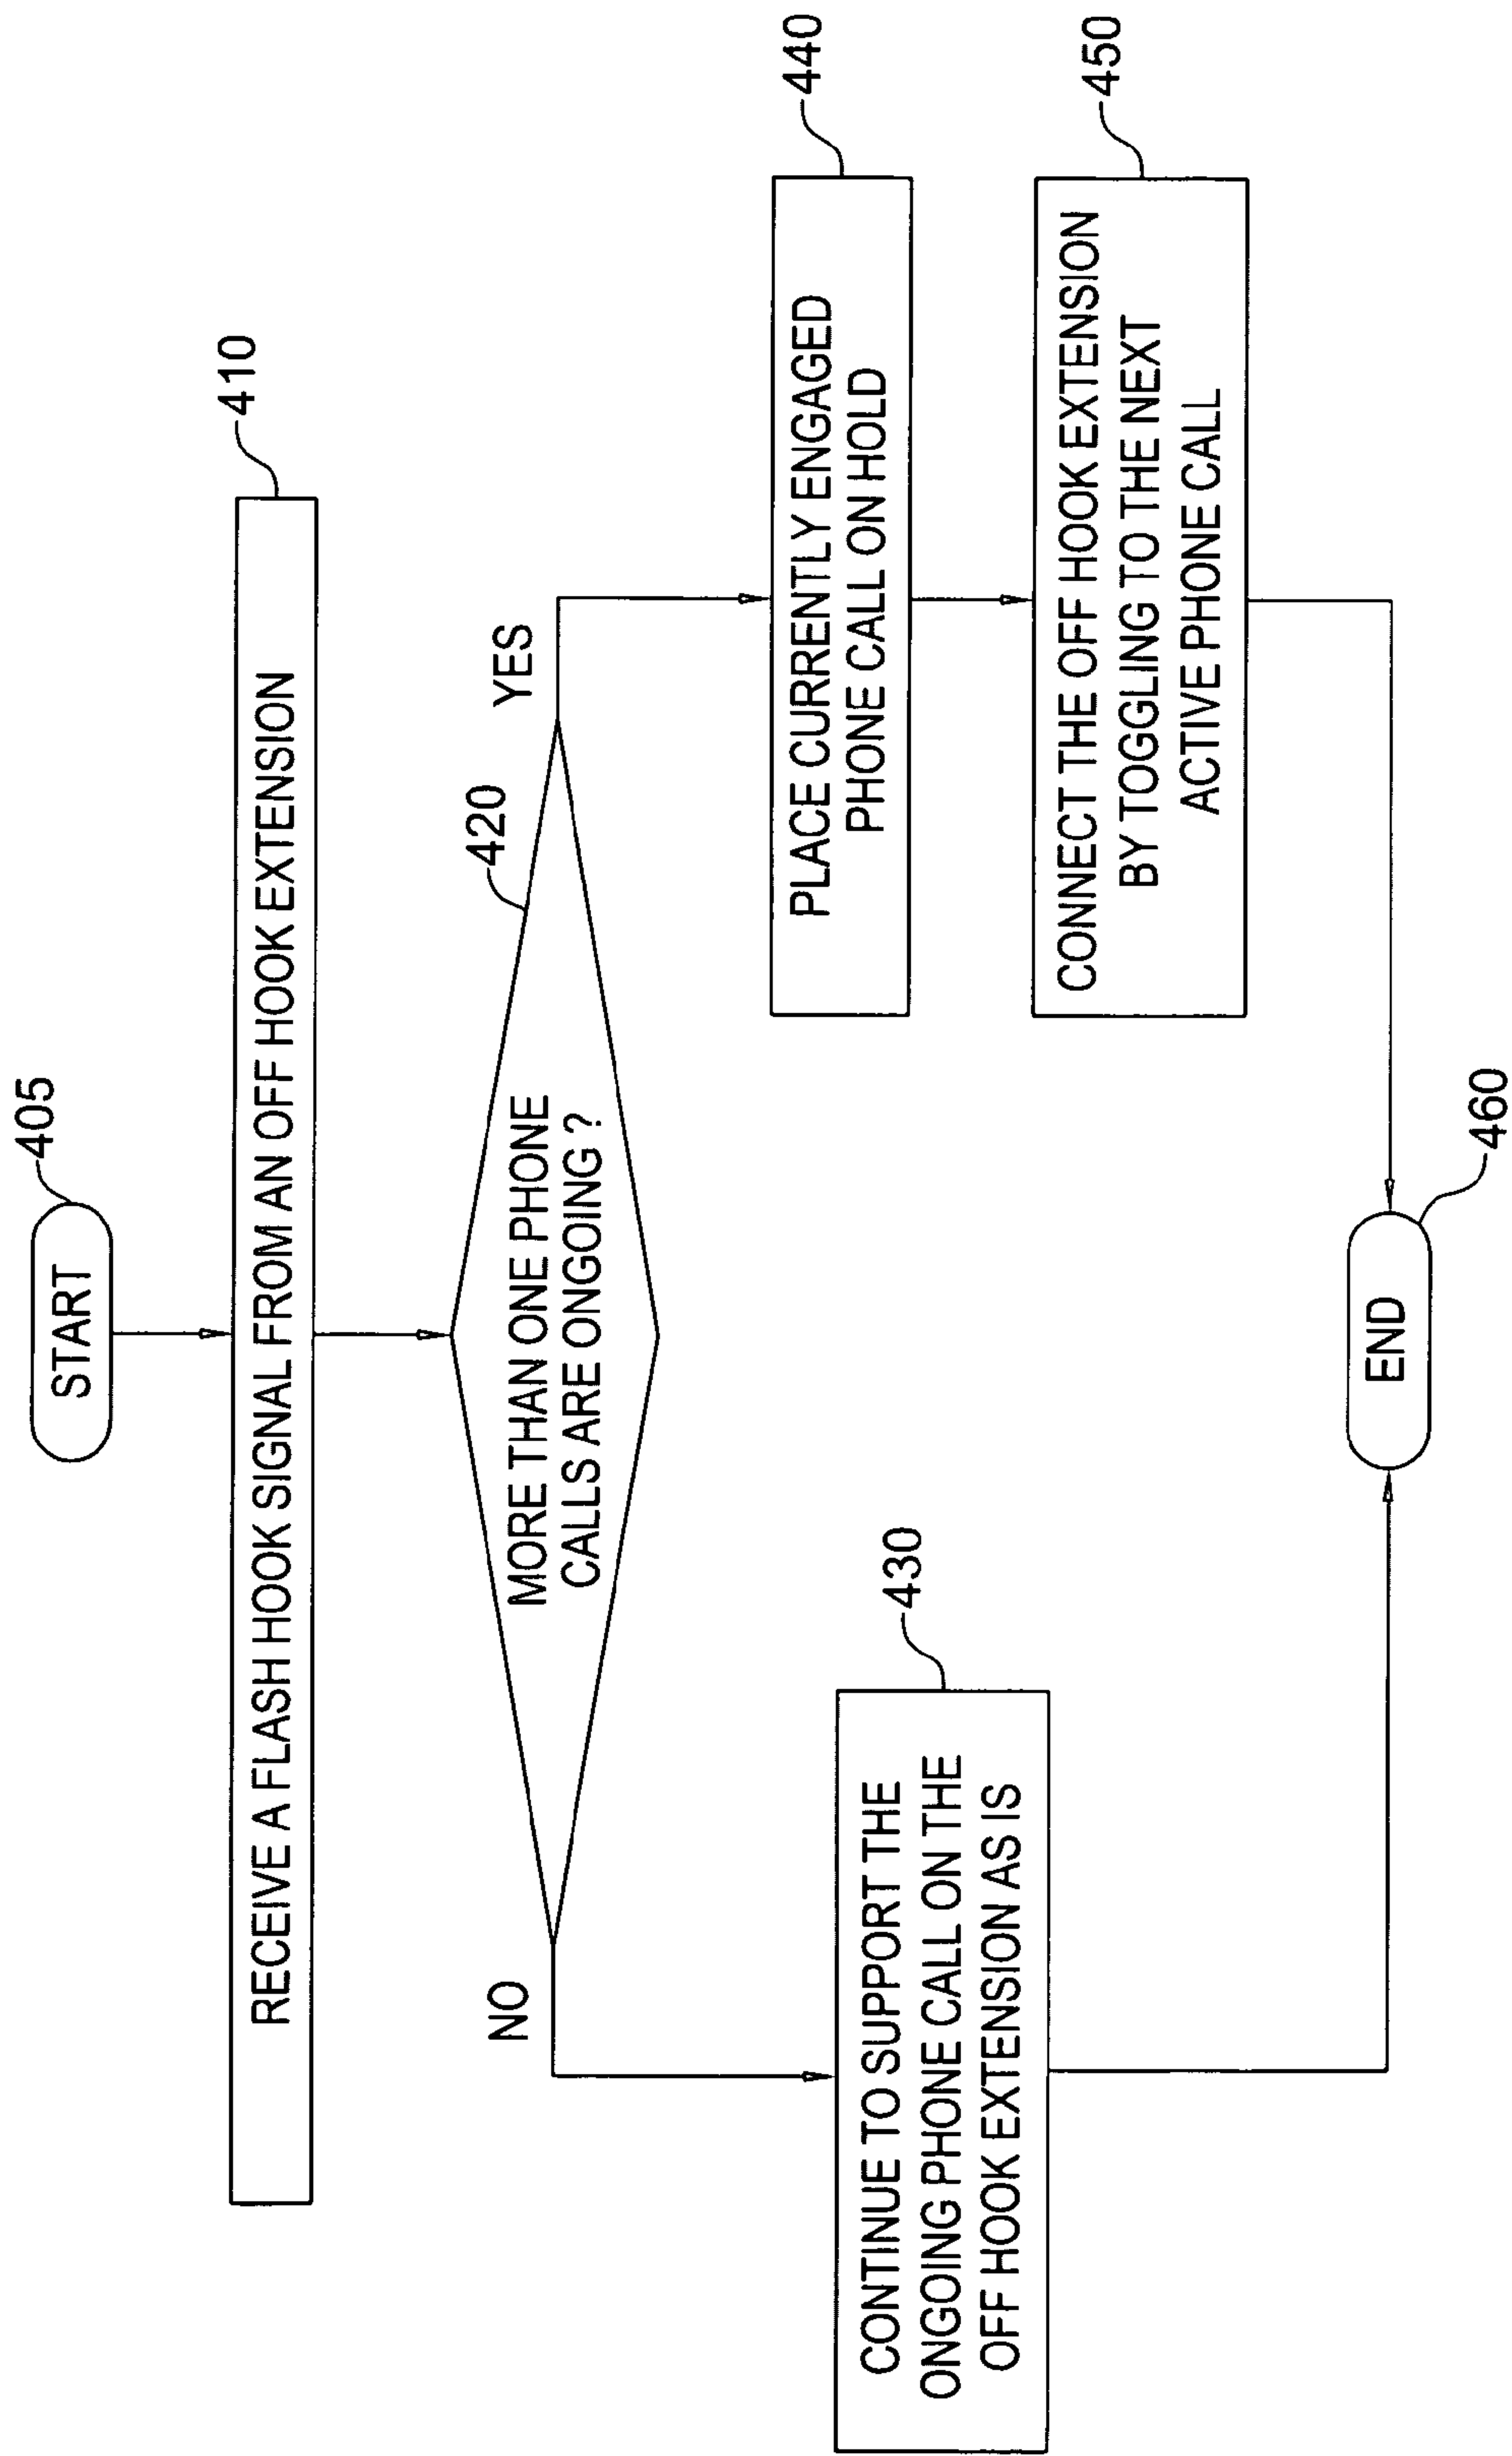 START
405
RECEIVE A FLASH HOOK SIGNAL FROM AN OFF HOOK EXTENSION
410
MORE THAN ONE PHONE
CALLS ARE ONGOING ?
420
NO
YES
CONTINUE TO SUPPORT THE
ONGOING PHONE CALL ON THE
OFF HOOK EXTENSION AS IS
430
PLACE CURRENTLY ENGAGED
PHONE CALL ON HOLD
440
CONNECT THE OFF HOOK EXTENSION
BY TOGGLING TO THE NEXT
ACTIVE PHONE CALL
450
END
460